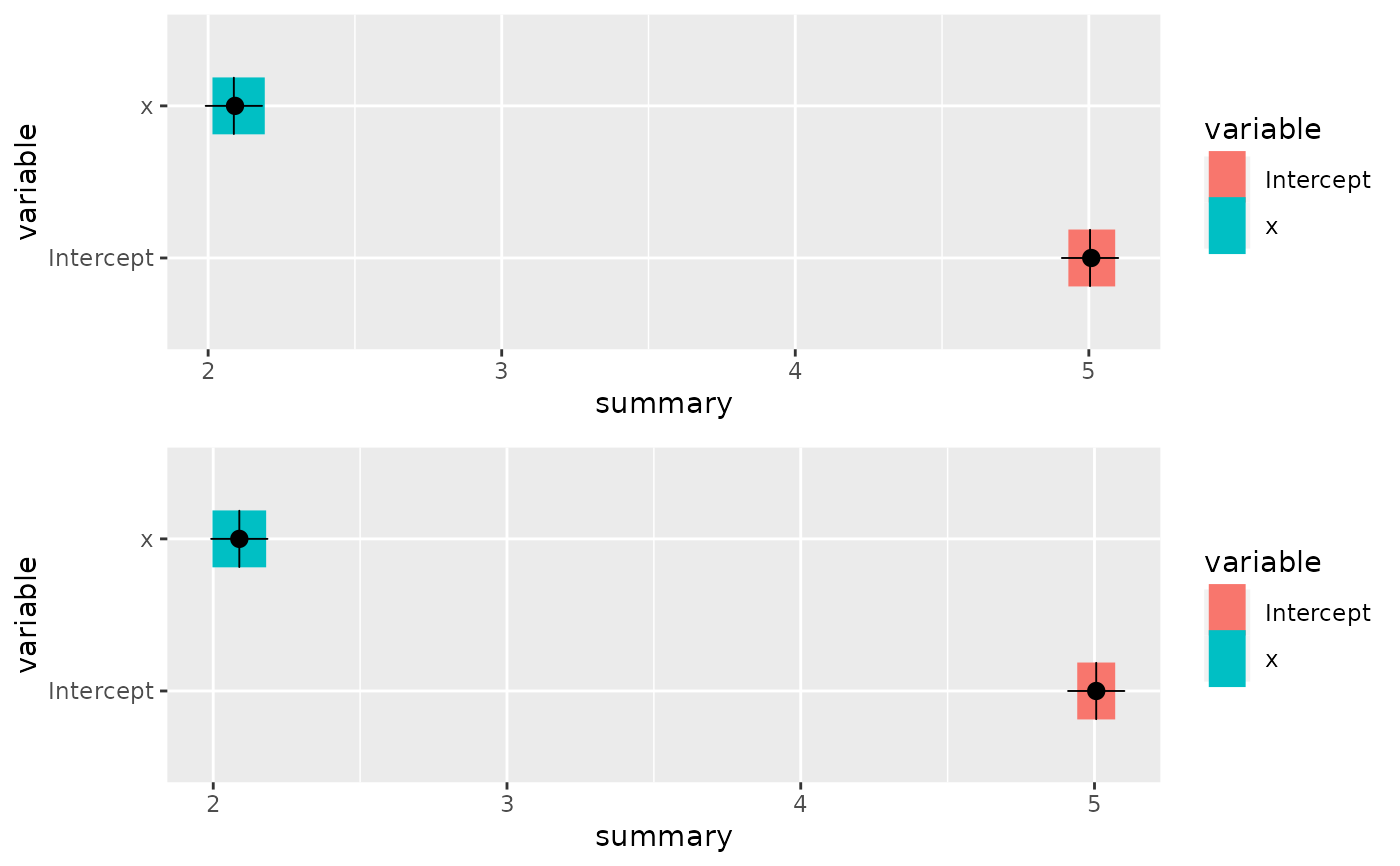 variable
x
Intercept
2 3 4 5
summary
variable
Intercept
x
variable
x
Intercept
2 3 4 5
summary
variable
Intercept
x